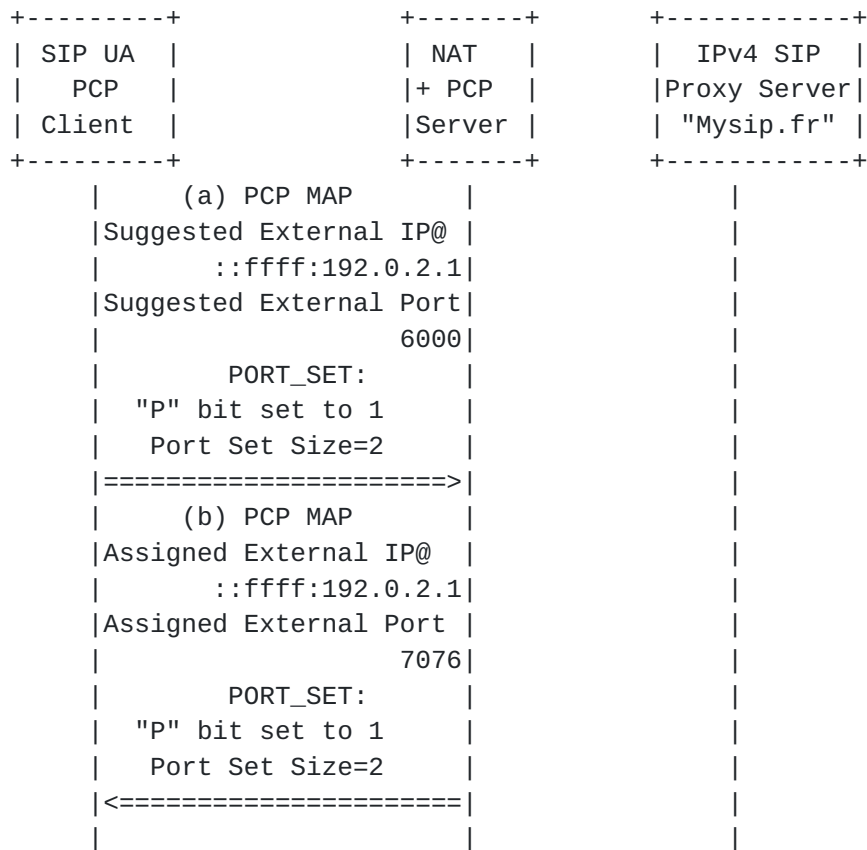 +---------+               +-------+       +------------+
| SIP UA  |               | NAT   |       |  IPv4 SIP  |
|   PCP   |               |+ PCP  |       |Proxy Server|
| Client  |               |Server |       | "Mysip.fr" |
+---------+               +-------+       +------------+
     |     (a) PCP MAP       |                |
     |Suggested External IP@ |                |
     |       ::ffff:192.0.2.1|                |
     |Suggested External Port|                |
     |                   6000|                |
     |        PORT_SET:      |                |
     |  "P" bit set to 1     |                |
     |   Port Set Size=2     |                |
     |======================>|                |
     |     (b) PCP MAP       |                |
     |Assigned External IP@  |                |
     |       ::ffff:192.0.2.1|                |
     |Assigned External Port |                |
     |                   7076|                |
     |        PORT_SET:      |                |
     |  "P" bit set to 1     |                |
     |   Port Set Size=2     |                |
     |<======================|                |
     |                       |                |